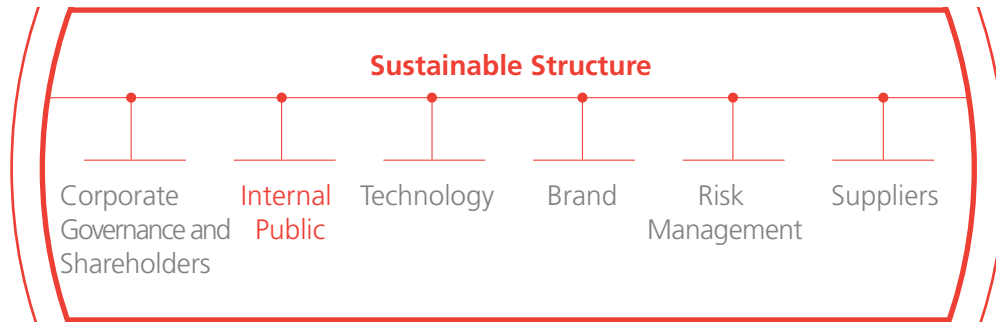 Sustainable Structure
Corporate
Governance and
Shareholders
Internal
Public
Technology
Brand
Risk
Management
Suppliers